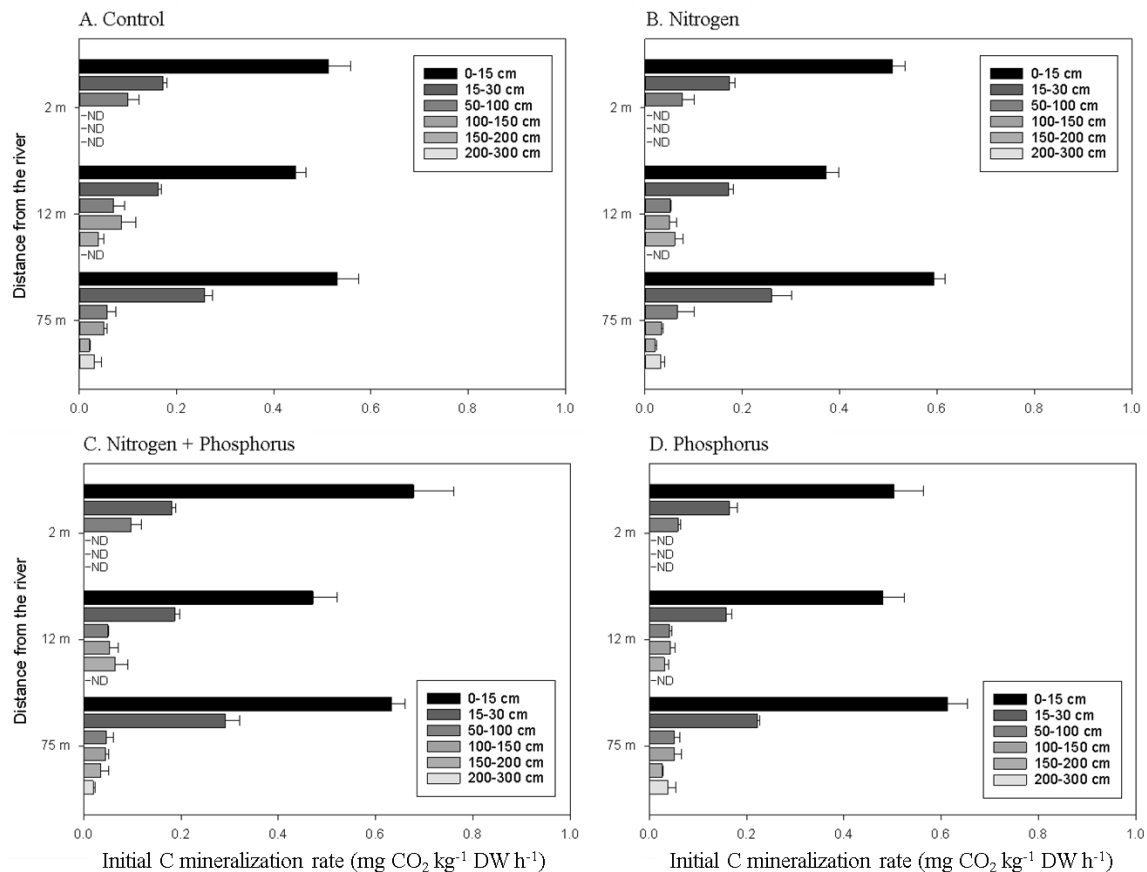 A. Control
0-15 cm
15-30 cm
50-100 cm
100-150 cm
150-200 cm
200-300 cm
Distance from the river
2 m
ND
ND
ND
12 m
ND
75 m
0.0 0.2 0.4 0.6 0.8 1.0
B. Nitrogen
0-15 cm
15-30 cm
50-100 cm
100-150 cm
150-200 cm
200-300 cm
2 m
ND
ND
ND
12 m
ND
75 m
0.0 0.2 0.4 0.6 0.8 1.0
C. Nitrogen + Phosphorus
Distance from the river
2 m
ND
ND
ND
12 m
ND
75 m
0-15 cm
15-30 cm
50-100 cm
100-150 cm
150-200 cm
200-300 cm
0.0 0.2 0.4 0.6 0.8 1.0
Initial C mineralization rate (mg CO₂ kg⁻¹ DW h⁻¹)
D. Phosphorus
2 m
ND
ND
ND
12 m
ND
75 m
0-15 cm
15-30 cm
50-100 cm
100-150 cm
150-200 cm
200-300 cm
0.0 0.2 0.4 0.6 0.8 1.0
Initial C mineralization rate (mg CO₂ kg⁻¹ DW h⁻¹)